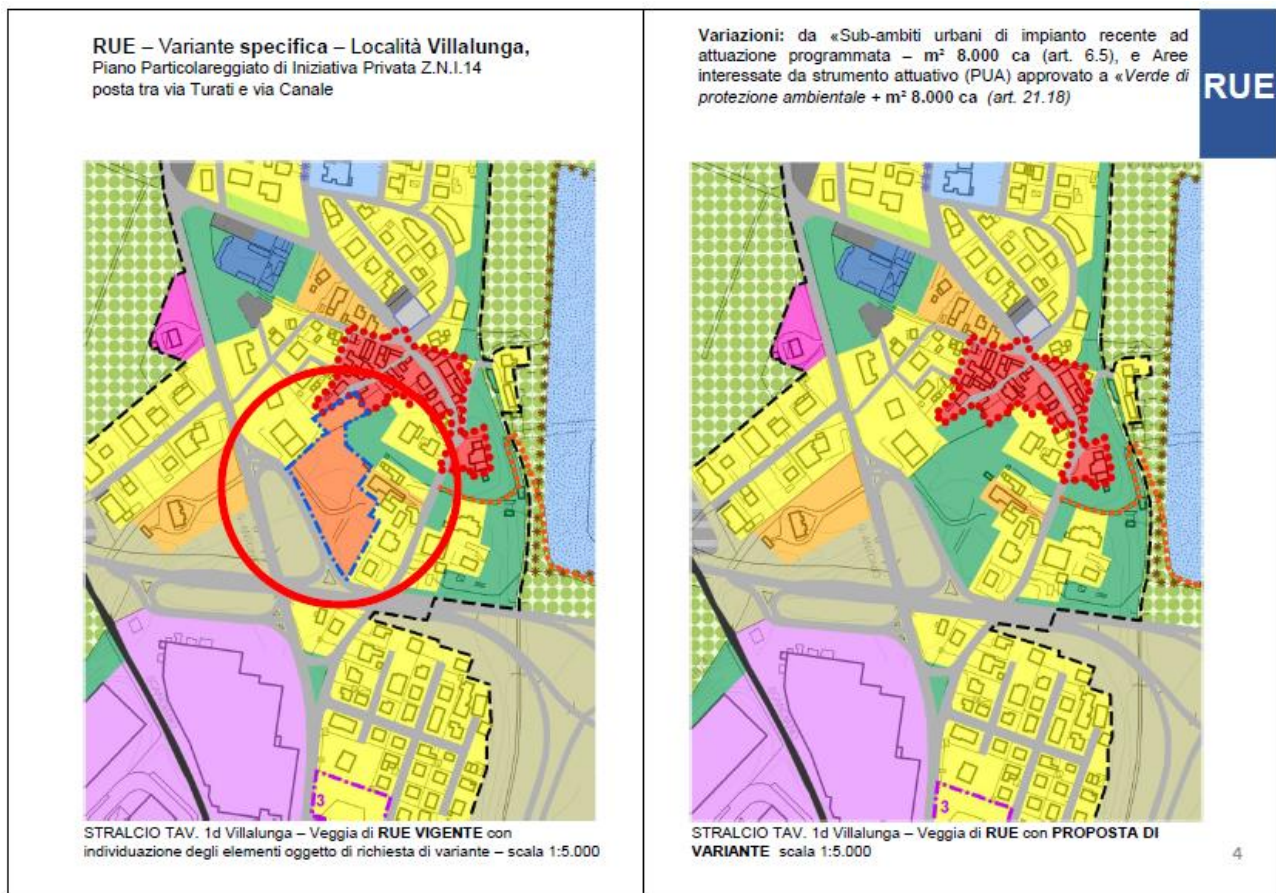 RUE – Variante specifica – Località Villalunga,
Piano Particolareggiato di Iniziativa Privata Z.N.I.14
posta tra via Turati e via Canale
Variazioni: da «Sub-ambiti urbani di impianto recente ad
attuazione programmata – m² 8.000 ca (art. 6.5), e Aree
interessate da strumento attuativo (PUA) approvato a «Verde di
protezione ambientale + m² 8.000 ca (art. 21.18)
RUE
3
3
STRALCIO TAV. 1d Villalunga – Veggia di RUE VIGENTE con
individuazione degli elementi oggetto di richiesta di variante – scala 1:5.000
STRALCIO TAV. 1d Villalunga – Veggia di RUE con PROPOSTA DI
VARIANTE scala 1:5.000
4